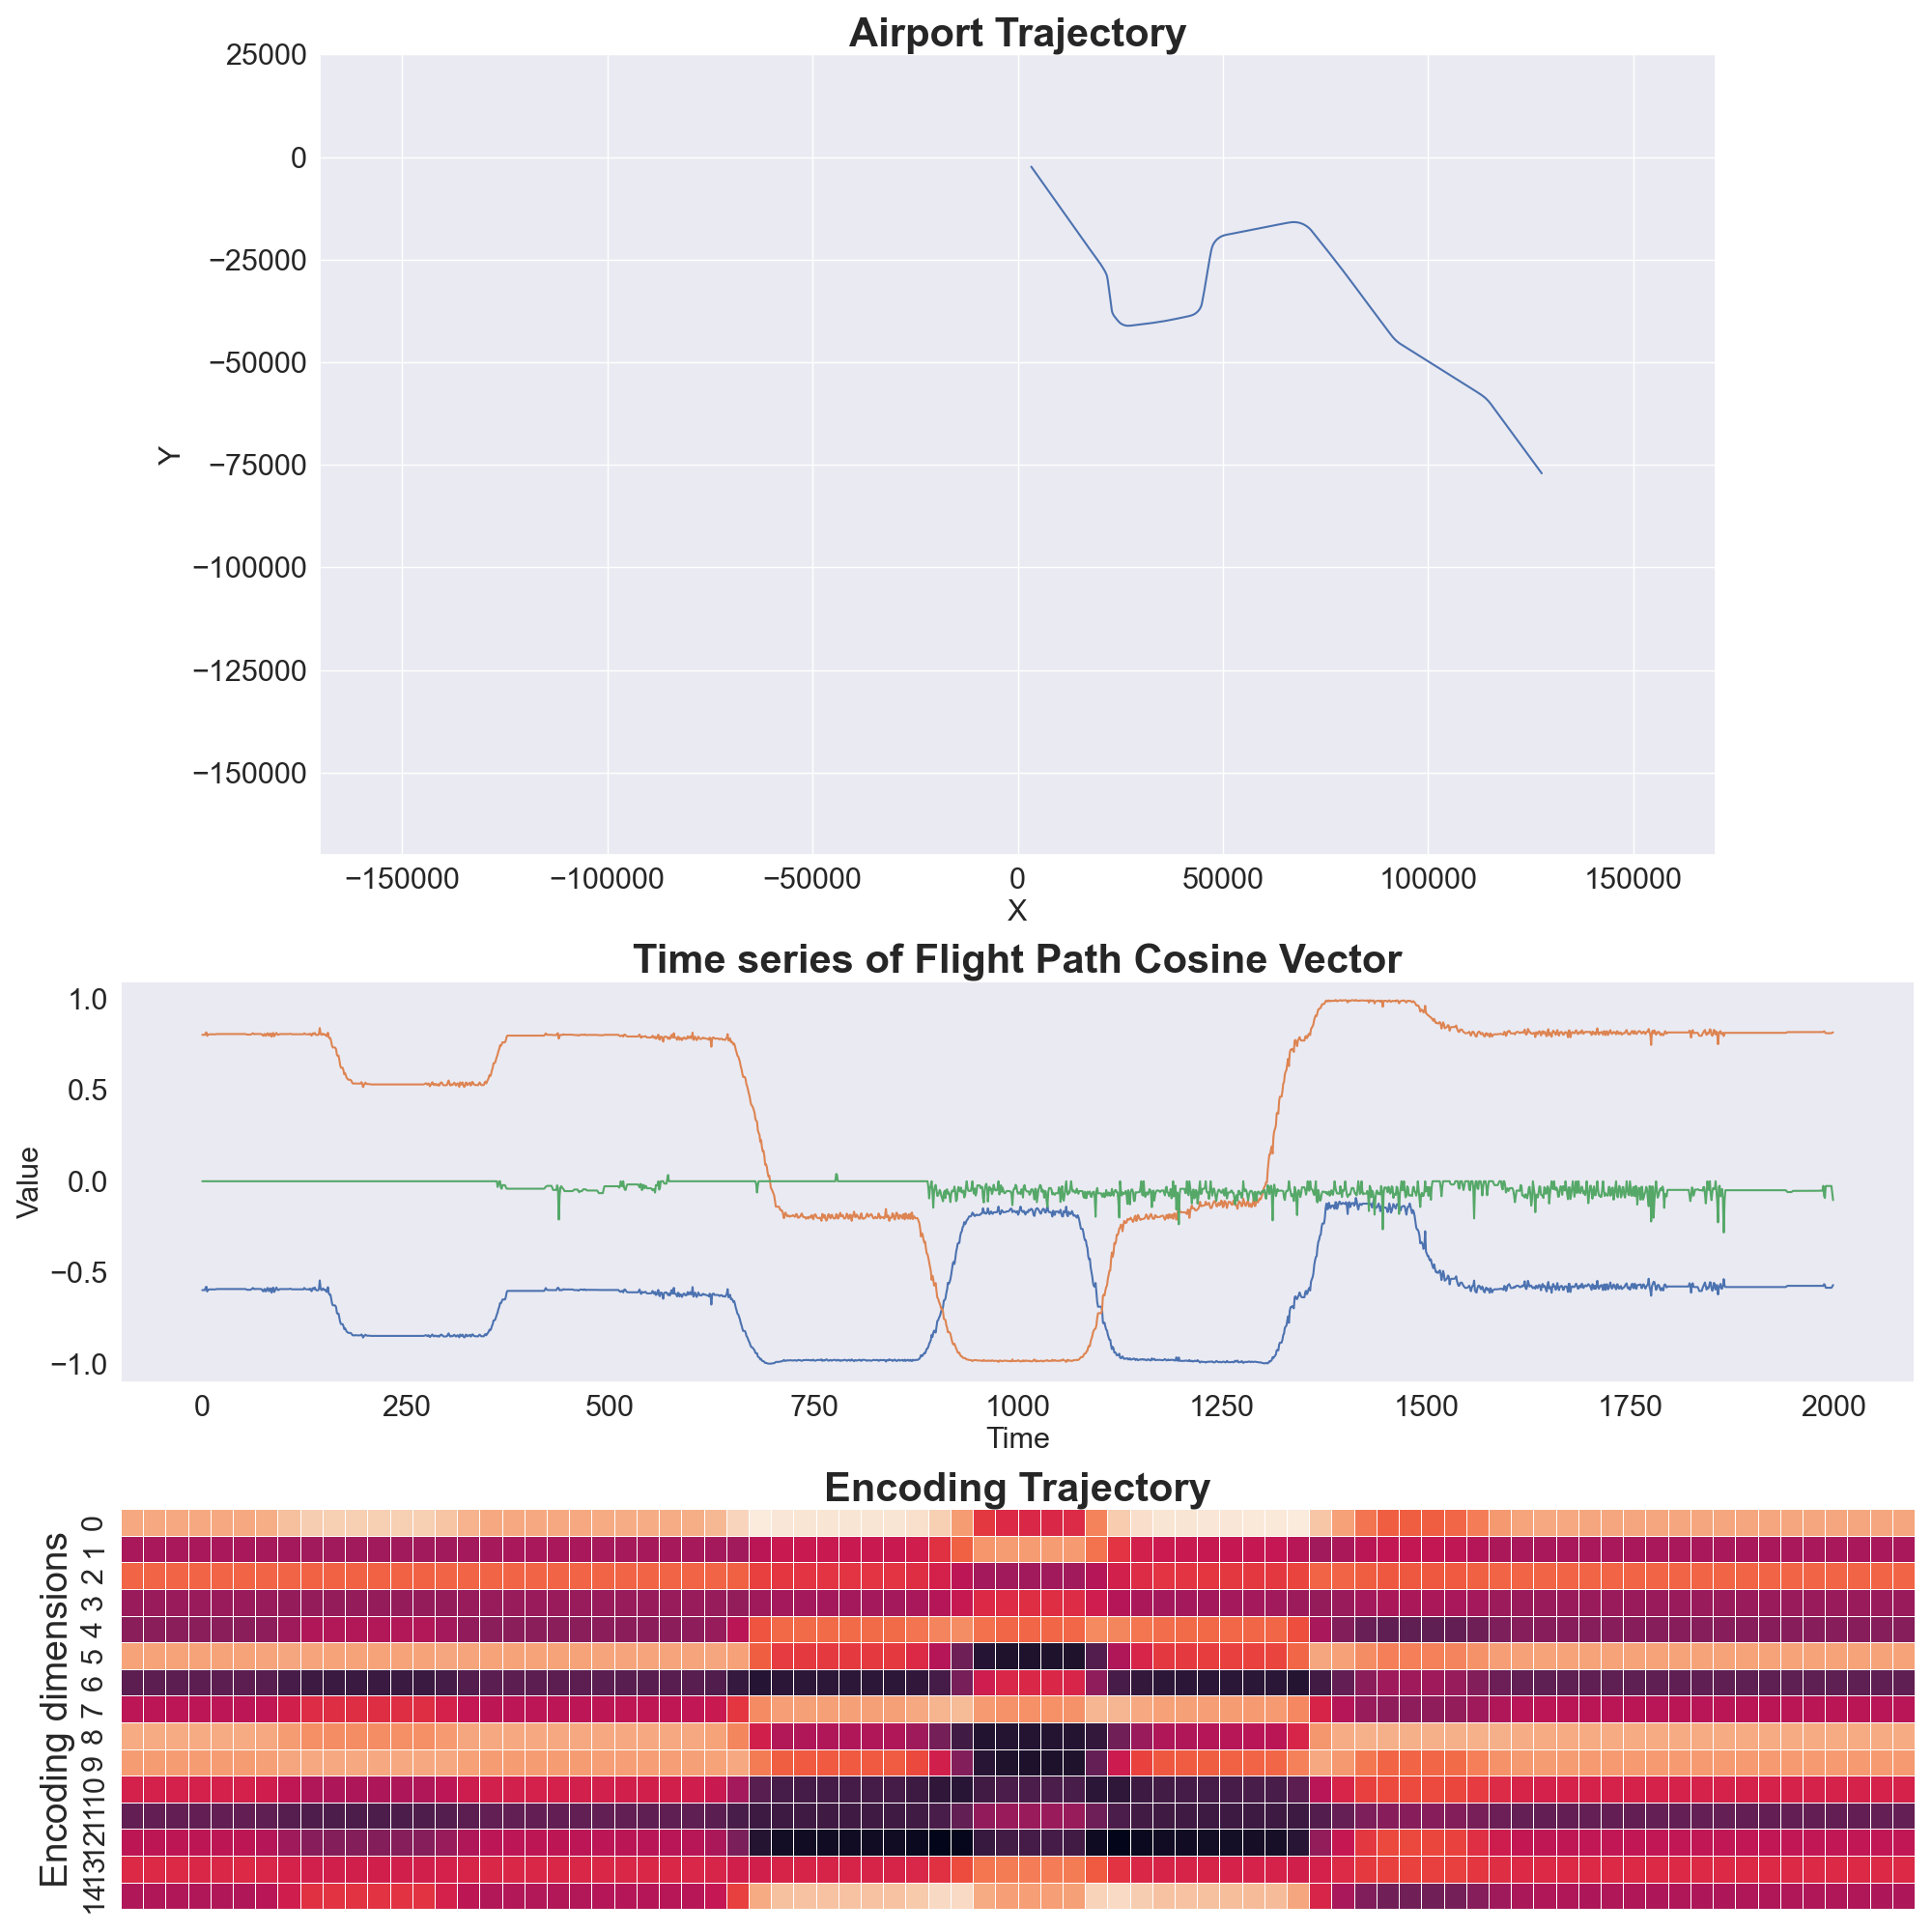 Airport Trajectory
25000
0
−25000
−50000
−75000
−100000
−125000
−150000
Y
−150000 −100000 −50000 0 50000 100000 150000
X
Time series of Flight Path Cosine Vector
1.0
0.5
0.0
−0.5
−1.0
Value
0 250 500 750 1000 1250 1500 1750 2000
Time
Encoding Trajectory
Encoding dimensions
0
1
2
3
4
5
6
7
8
9
10
11
12
13
14